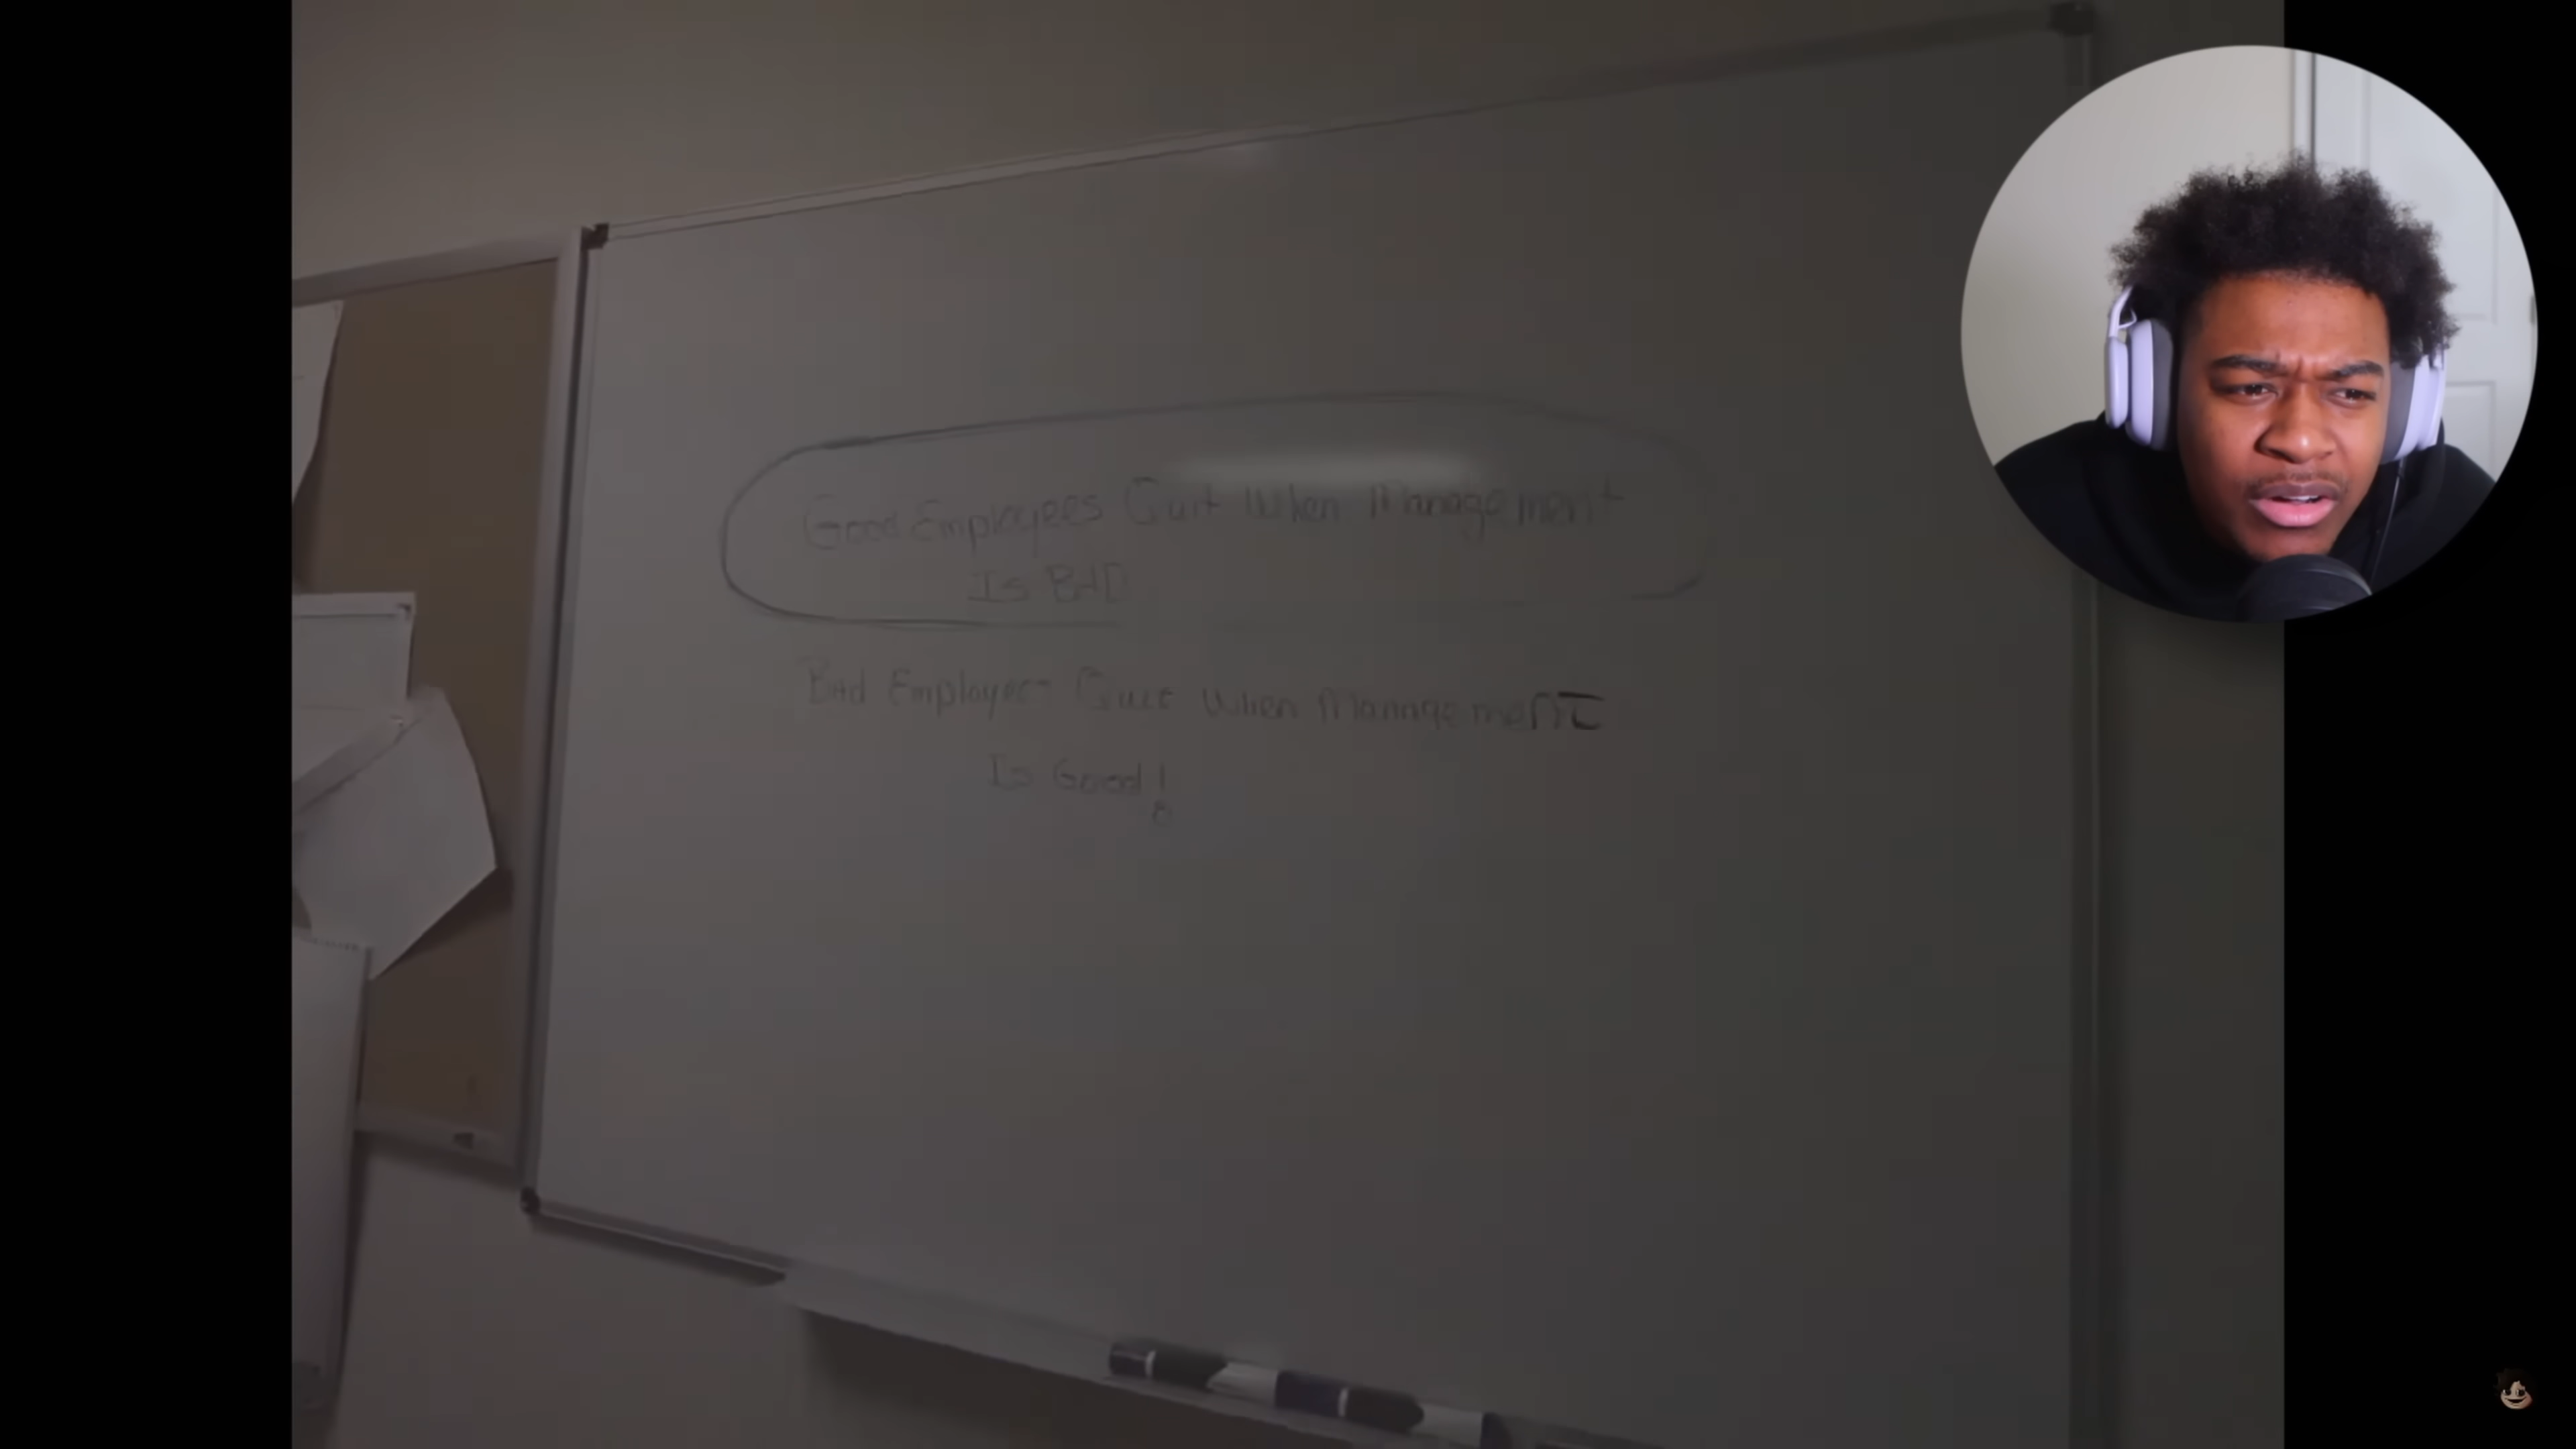 Good Employees Quit When Management
Is BAD
BAd Employees Quit When Management
Is Good!